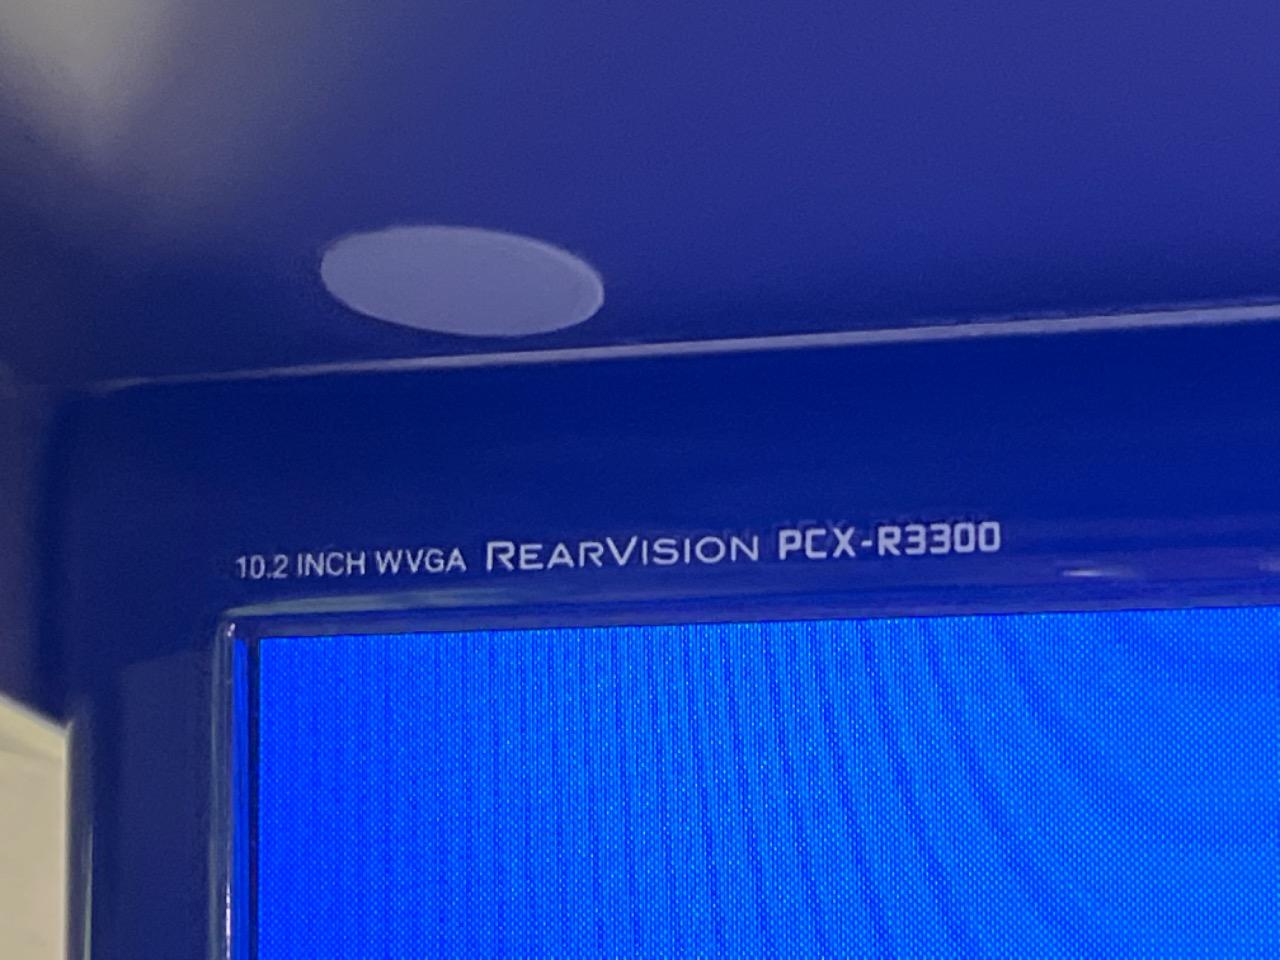 10.2 INCH WVGA REARVISION PCX-R3300